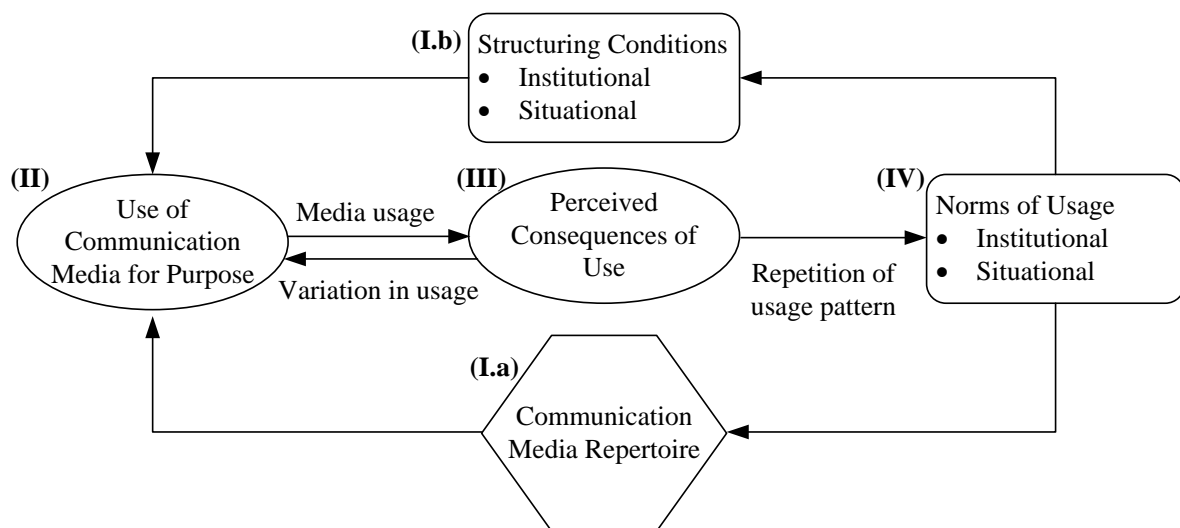 (I.b)
Structuring Conditions
• Institutional
• Situational
(II)
Use of
Communication
Media for Purpose
Media usage
Variation in usage
(III)
Perceived
Consequences of
Use
Repetition of
usage pattern
(IV)
Norms of Usage
• Institutional
• Situational
(I.a)
Communication
Media Repertoire